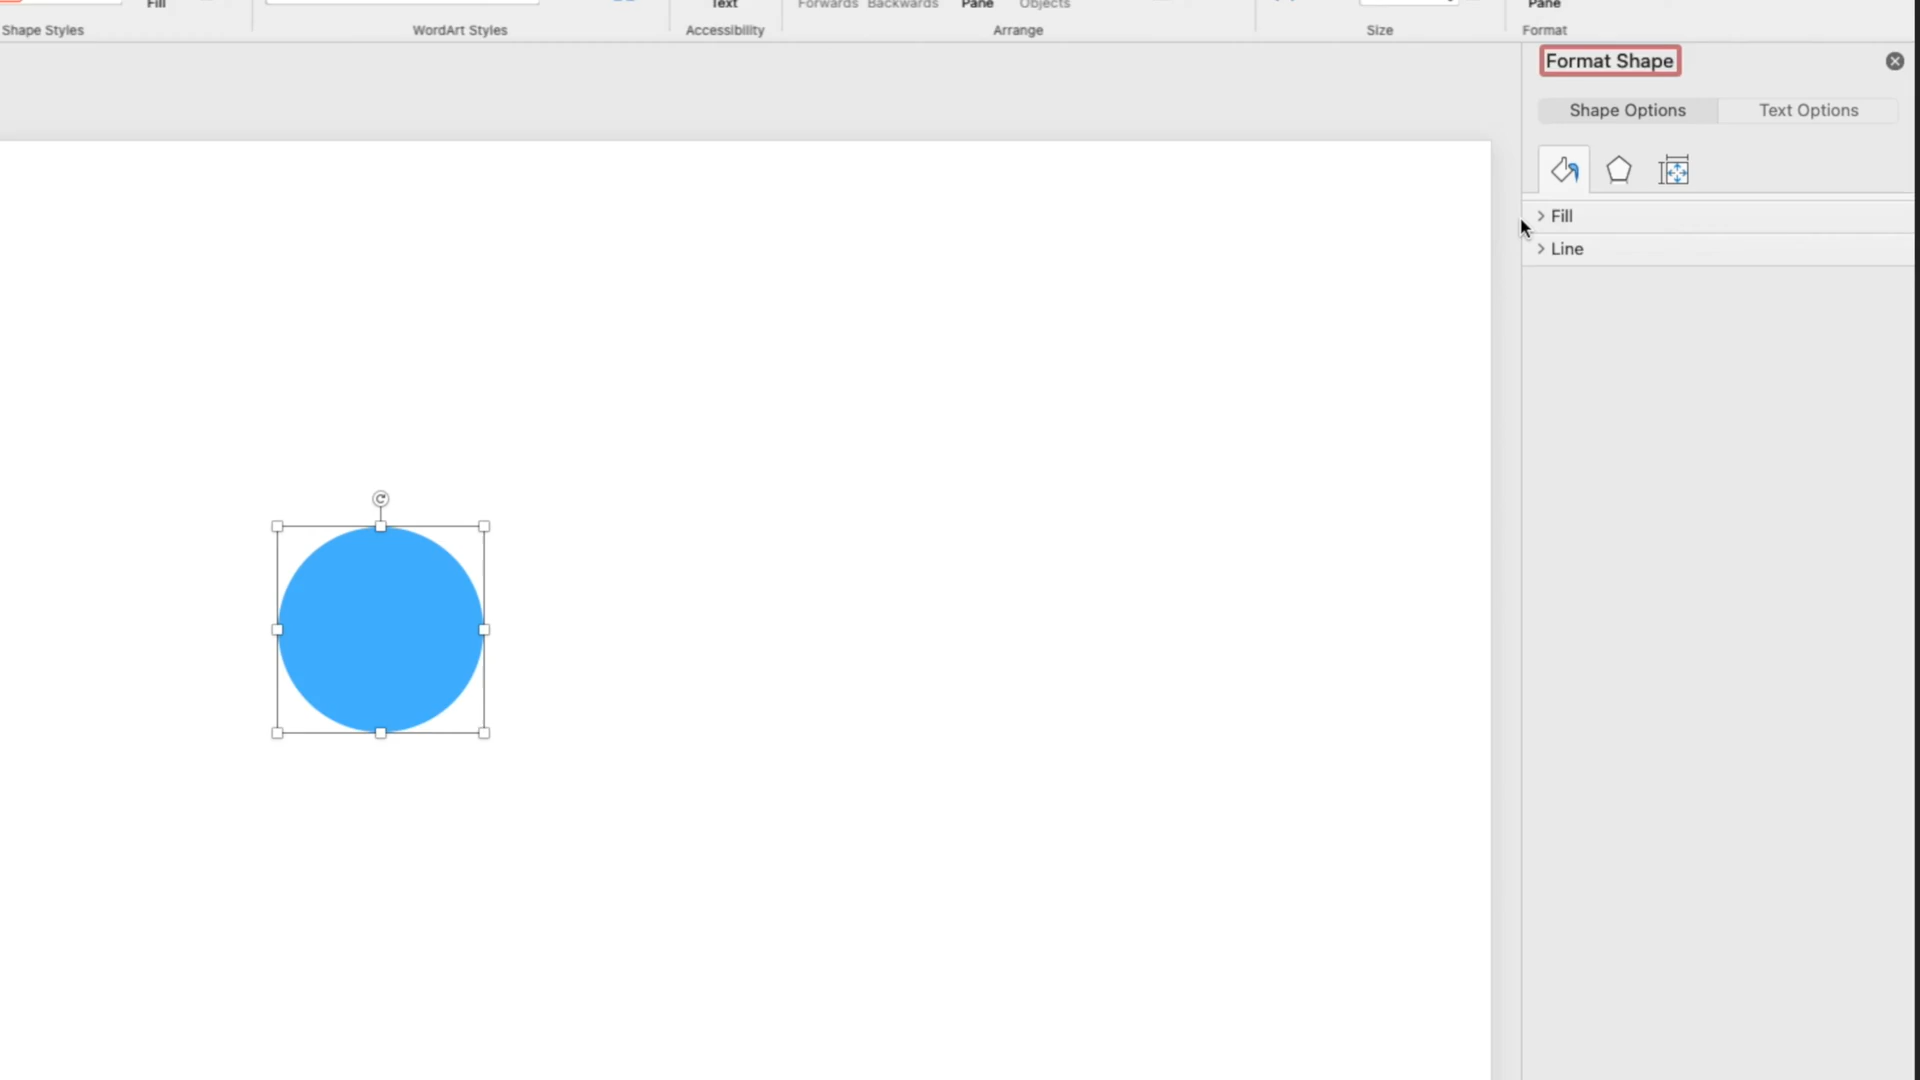 Fill
Text
Forwards
Backwards
Pane
Objects
Pane
Shape Styles
WordArt Styles
Accessibility
Arrange
Size
Format
Format Shape
Shape Options
Text Options
Fill
Line